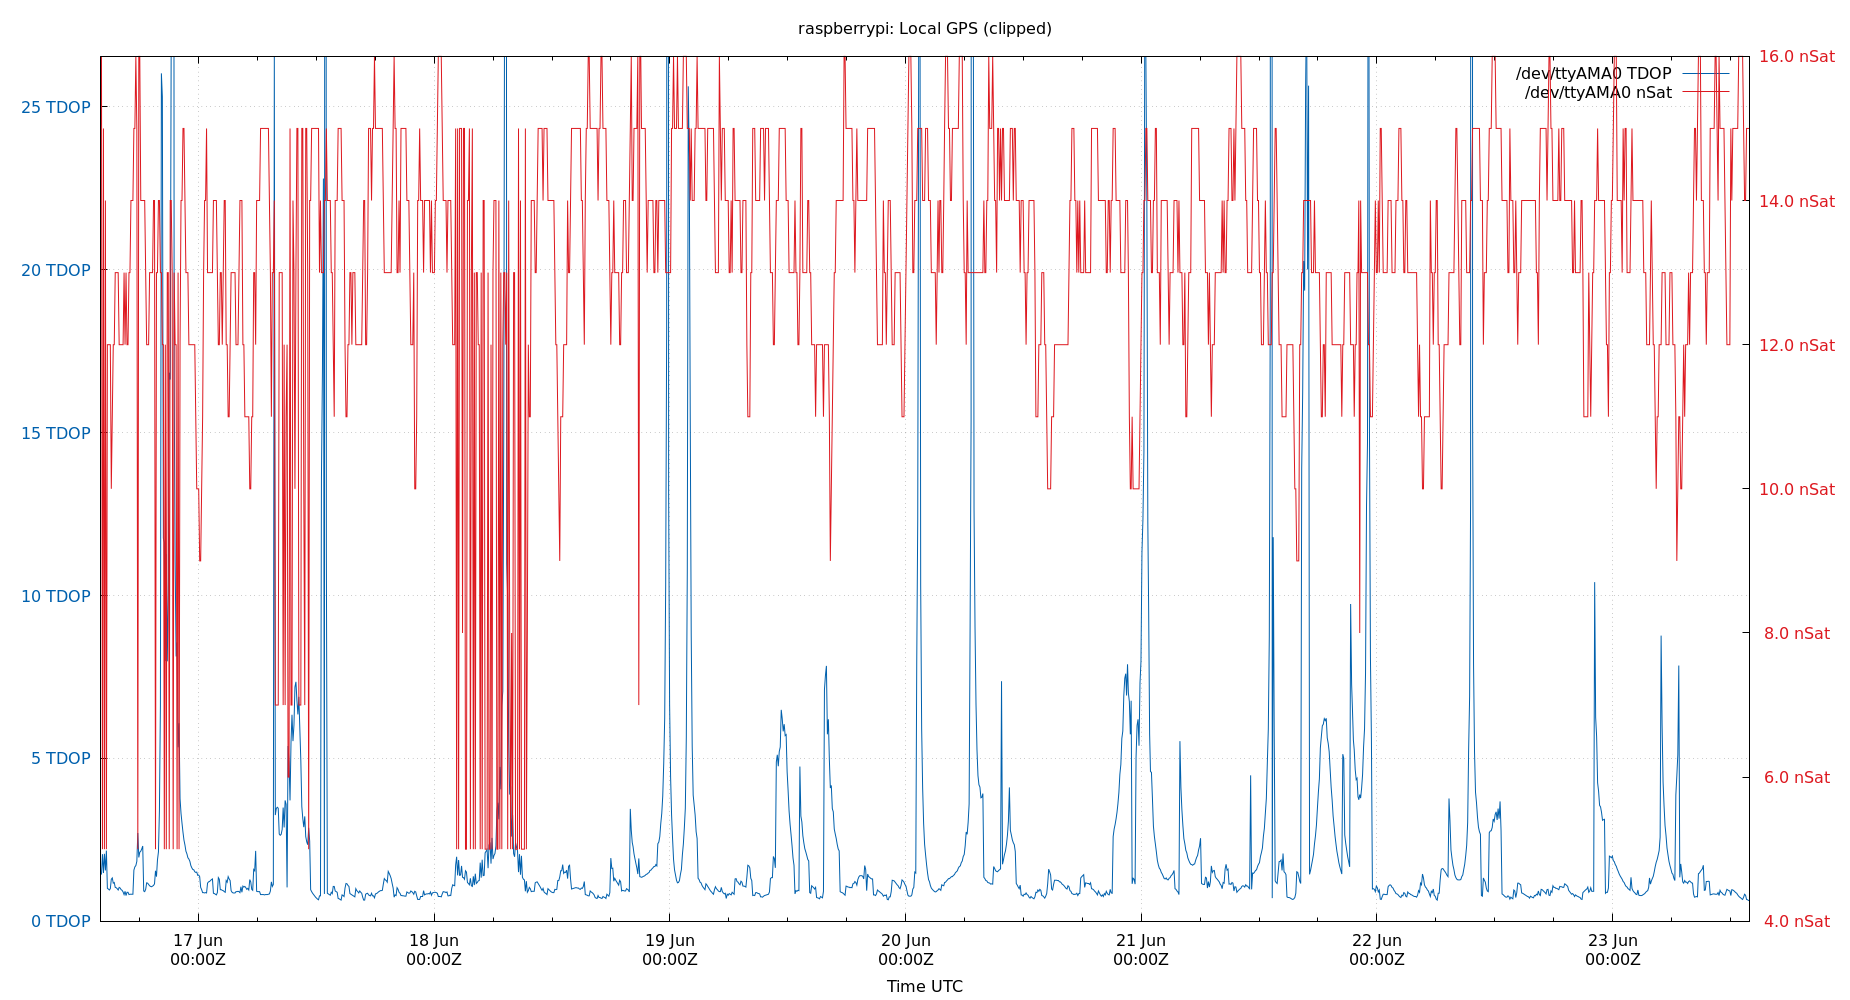 raspberrypi: Local GPS (clipped)
16.0 nSat
/dev/ttyAMA0 TDOP
/dev/ttyAMA0 nSat
25 TDOP
14.0 nSat
20 TDOP
12.0 nSat
15 TDOP
10.0 nSat
10 TDOP
8.0 nSat
5 TDOP
6.0 nSat
0 TDOP
4.0 nSat
17 Jun 18 Jun 19 Jun 20 Jun 21 Jun 22 Jun 23 Jun
00:00Z 00:00Z 00:00Z 00:00Z 00:00Z 00:00Z 00:00Z
Time UTC